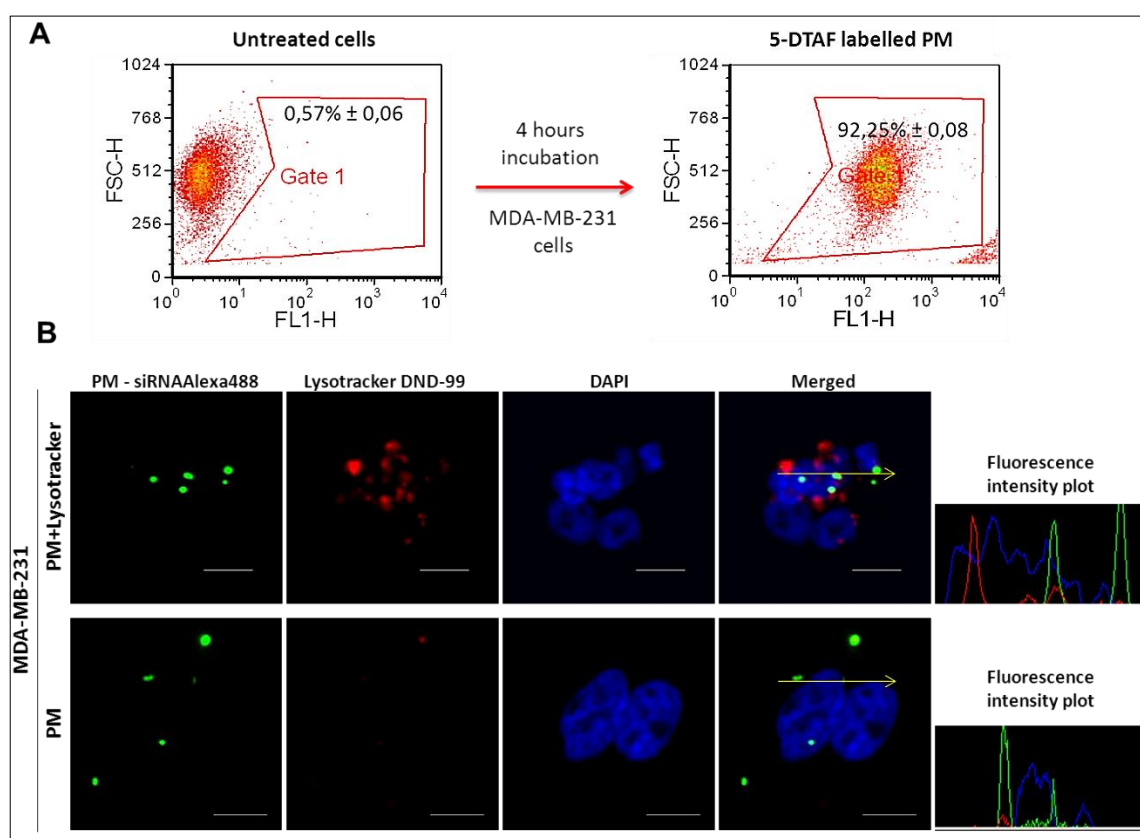 A
Untreated cells
5-DTAF labelled PM
1024
768
512
256
0
FSC-H
0,57% ± 0,06
Gate 1
10^0 10^1 10^2 10^3 10^4
FL1-H
4 hours
incubation
MDA-MB-231
cells
1024
768
512
256
0
FSC-H
92,25% ± 0,08
Gate 1
10^0 10^1 10^2 10^3 10^4
FL1-H
B
PM - siRNAAlexa488
Lysotracker DND-99
DAPI
Merged
MDA-MB-231
PM+Lysotracker
Fluorescence
intensity plot
PM
Fluorescence
intensity plot